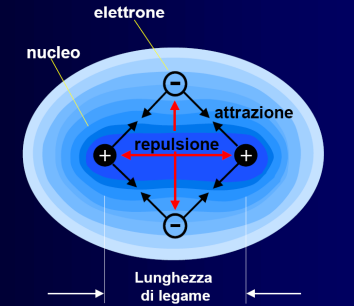 elettrone
nucleo
−
attrazione
repulsione
+
+
−
Lunghezza
di legame